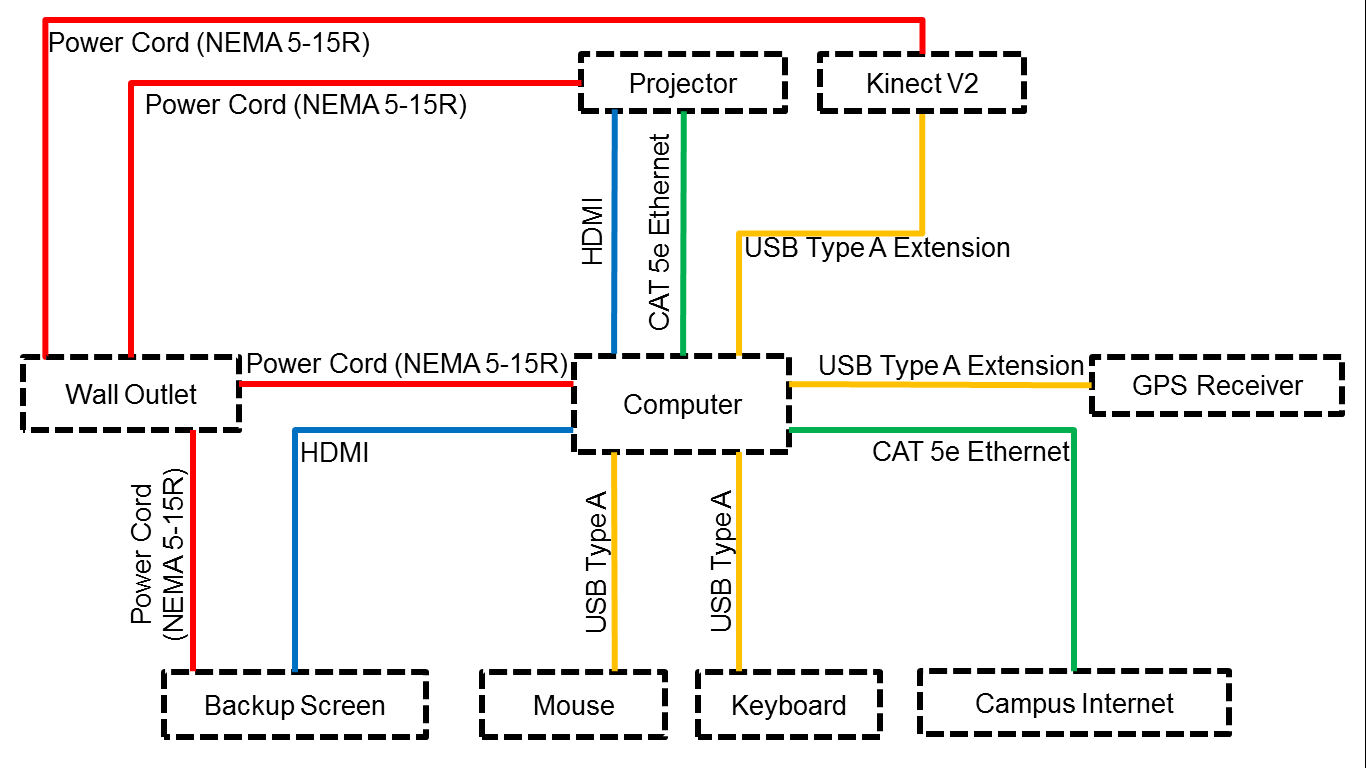 Power Cord (NEMA 5-15R)
Projector
Kinect V2
Power Cord (NEMA 5-15R)
HDMI
CAT 5e Ethernet
USB Type A Extension
Wall Outlet
Power Cord (NEMA 5-15R)
Computer
USB Type A Extension
GPS Receiver
HDMI
CAT 5e Ethernet
Power Cord
(NEMA 5-15R)
USB Type A
USB Type A
Backup Screen
Mouse
Keyboard
Campus Internet